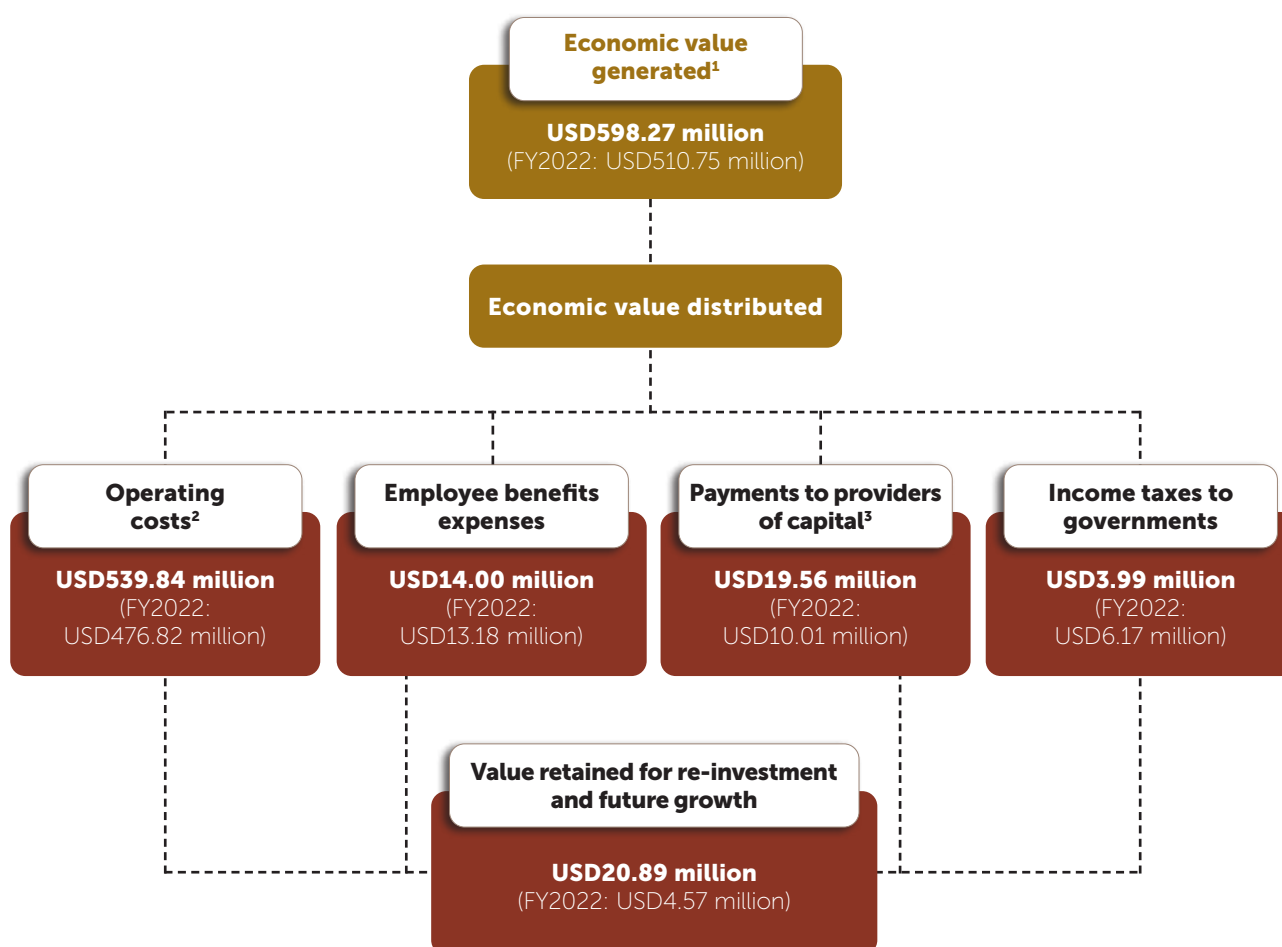 Economic value
generated¹
USD598.27 million
(FY2022: USD510.75 million)
Economic value distributed
Operating
costs²
USD539.84 million
(FY2022:
USD476.82 million)
Employee benefits
expenses
USD14.00 million
(FY2022:
USD13.18 million)
Payments to providers
of capital³
USD19.56 million
(FY2022:
USD10.01 million)
Income taxes to
governments
USD3.99 million
(FY2022:
USD6.17 million)
Value retained for re-investment
and future growth
USD20.89 million
(FY2022: USD4.57 million)